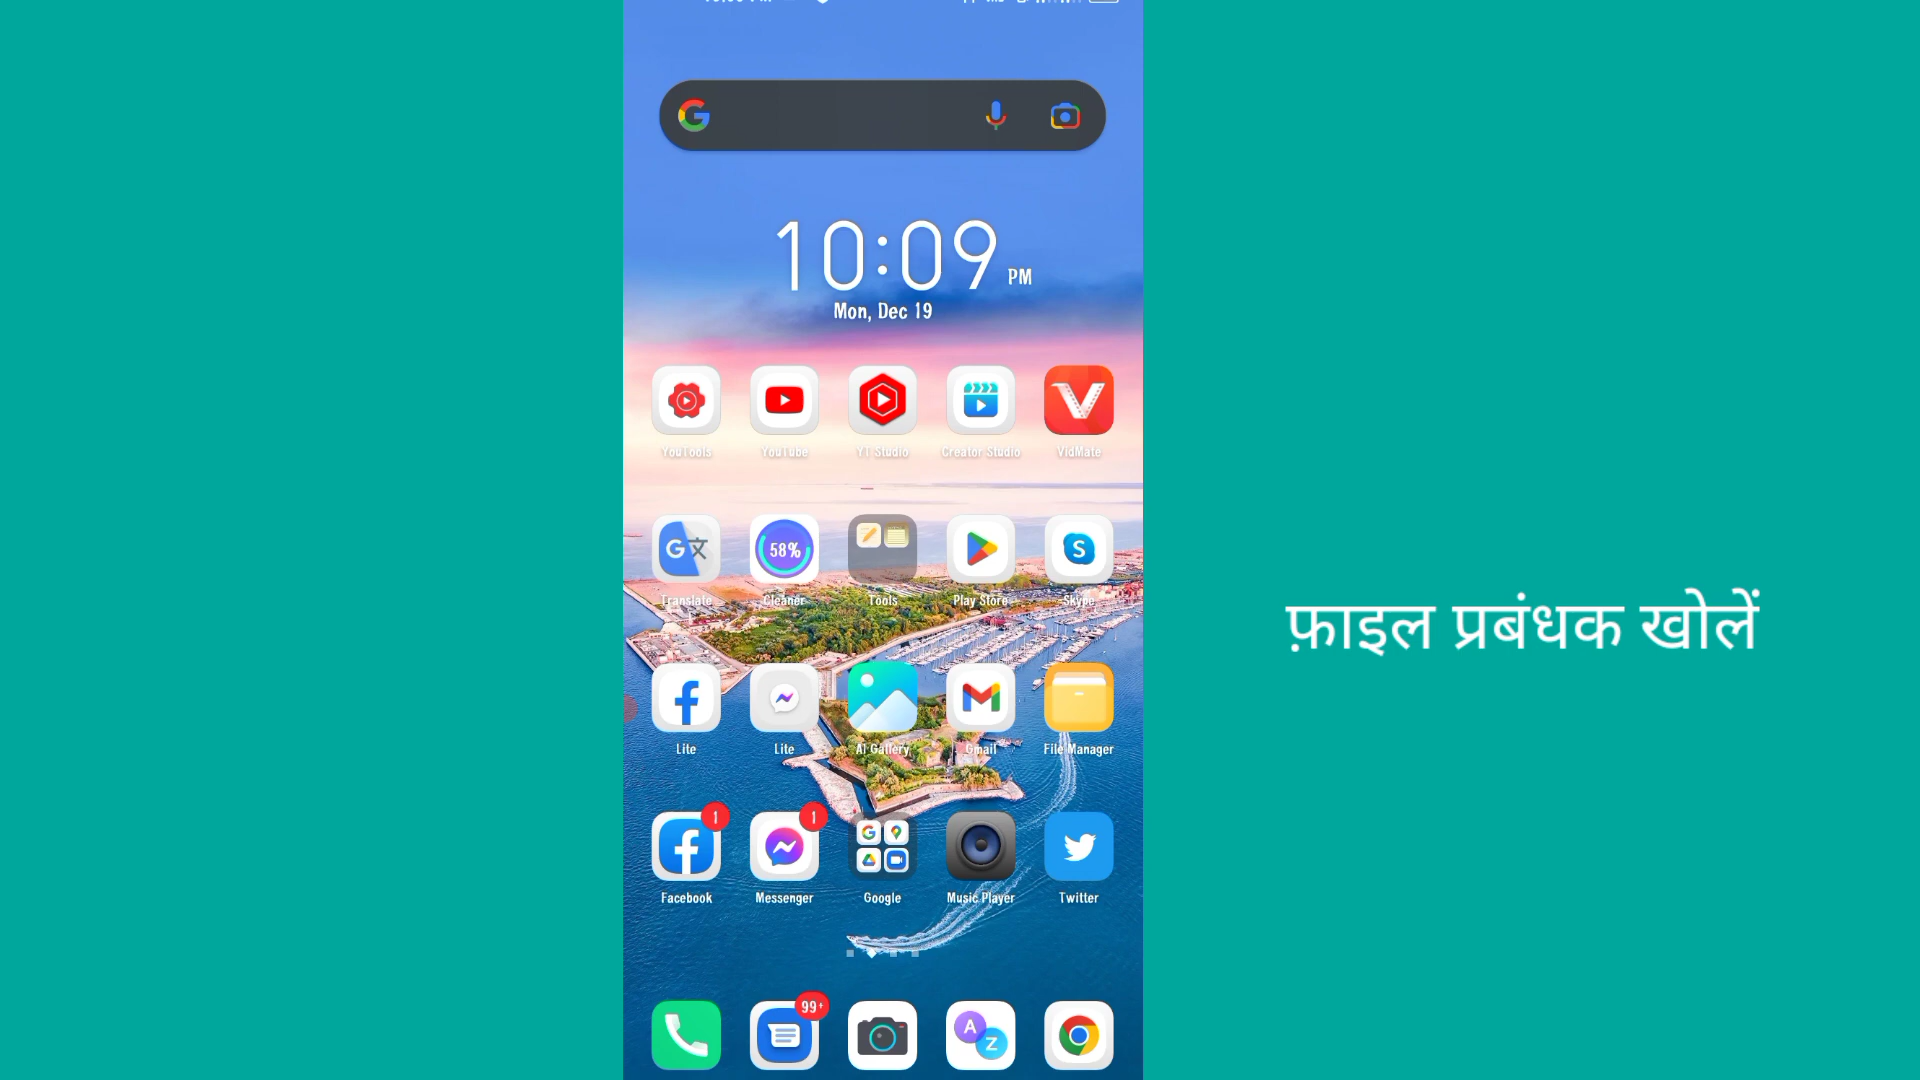 10:09 PM
Mon, Dec 19
YouTools YouTube YT Studio Creator Studio VidMate
58%
Translate Cleaner Tools Play Store Skype
फ़ाइल प्रबंधक खोलें
Lite Lite AI Gallery Gmail File Manager
1 1
Facebook Messenger Google Music Player Twitter
99+
A Z